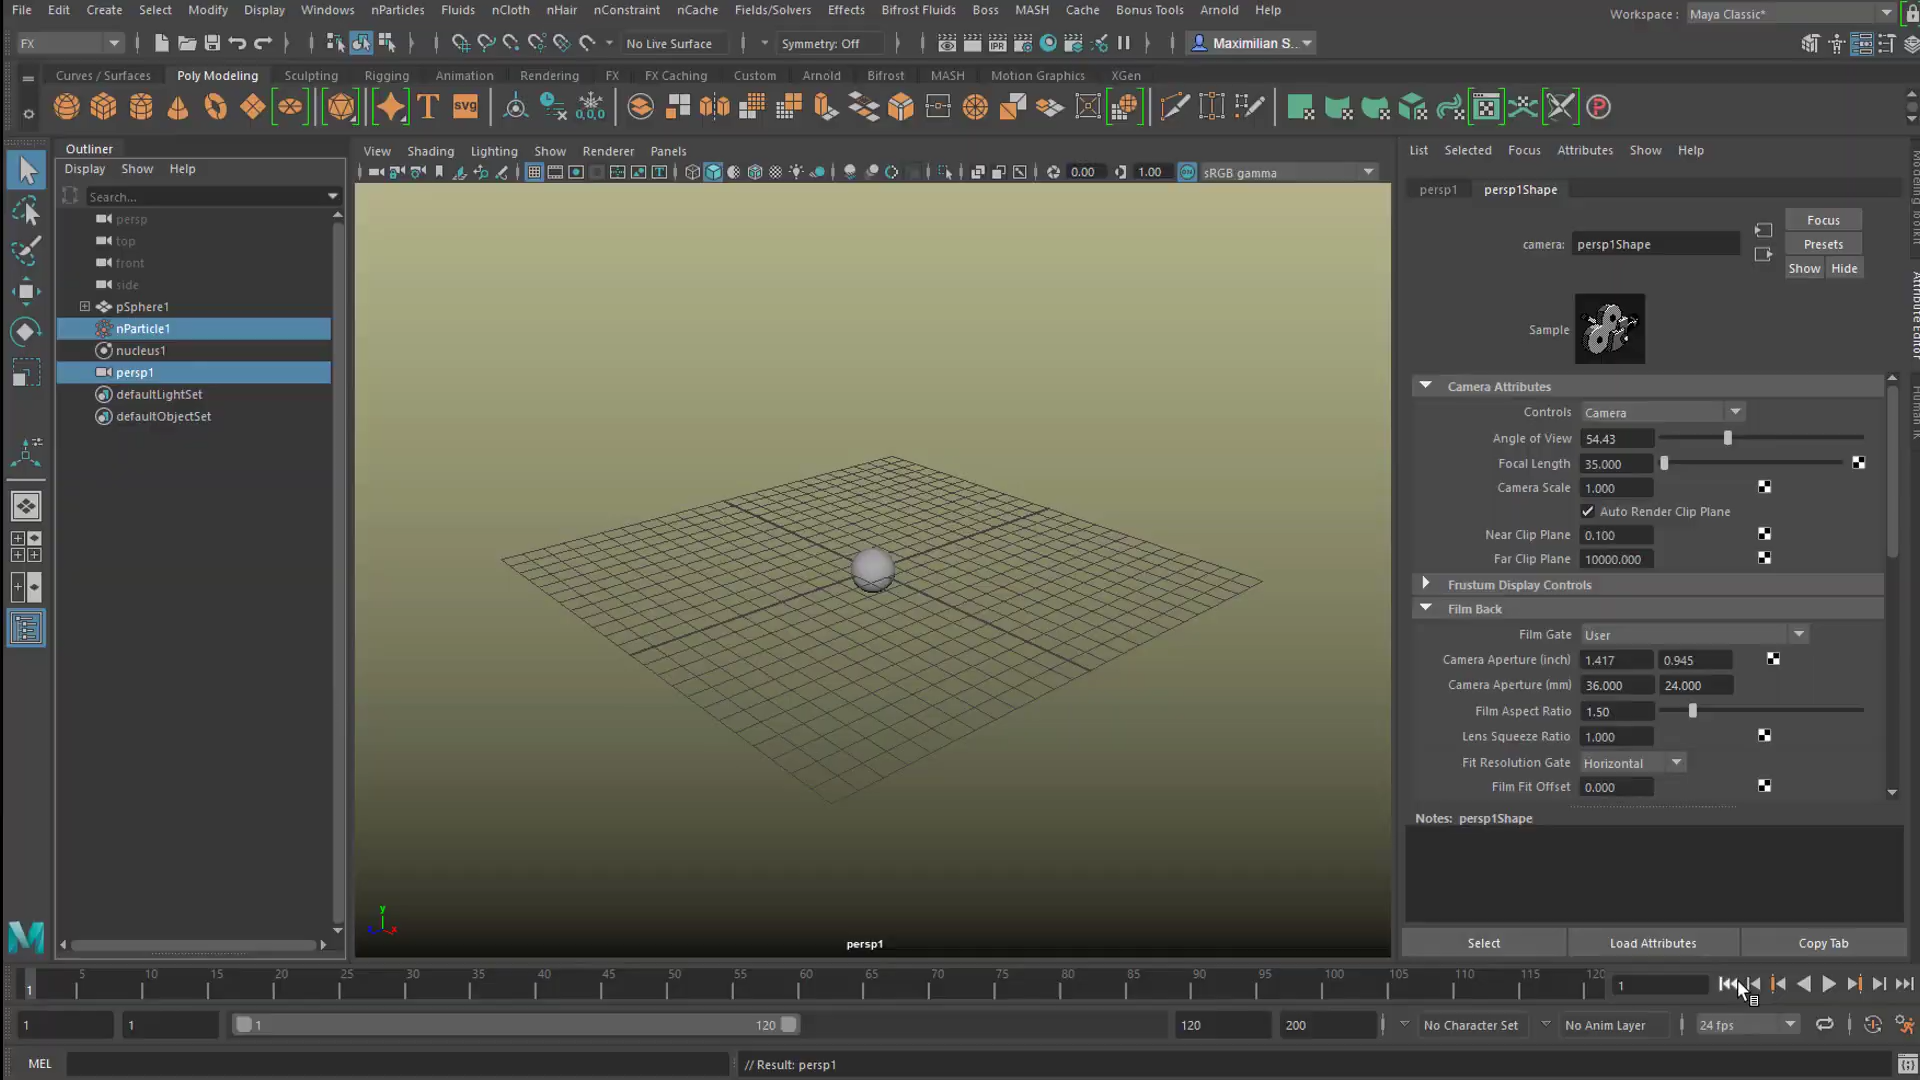 File Edit Create Select Modify Display Windows nParticles Fluids nCloth nHair nConstraint nCache Fields/Solvers Effects Bifrost Fluids Boss MASH Cache Bonus Tools Arnold Help
Workspace : Maya Classic*
FX No Live Surface Symmetry: Off Maximilian S...
Curves / Surfaces Poly Modeling Sculpting Rigging Animation Rendering FX FX Caching Custom Arnold Bifrost MASH Motion Graphics XGen
T svg 0,0,0
Outliner
Display Show Help
Search...
persp
top
front
side
pSphere1
nParticle1
nucleus1
persp1
defaultLightSet
defaultObjectSet
View Shading Lighting Show Renderer Panels
0.00 1.00 sRGB gamma
y
x
persp1
List Selected Focus Attributes Show Help
persp1 persp1Shape
Focus
camera: persp1Shape Presets
Show Hide
Sample
Camera Attributes
Controls Camera
Angle of View 54.43
Focal Length 35.000
Camera Scale 1.000
Auto Render Clip Plane
Near Clip Plane 0.100
Far Clip Plane 10000.000
Frustum Display Controls
Film Back
Film Gate User
Camera Aperture (inch) 1.417 0.945
Camera Aperture (mm) 36.000 24.000
Film Aspect Ratio 1.50
Lens Squeeze Ratio 1.000
Fit Resolution Gate Horizontal
Film Fit Offset 0.000
Notes: persp1Shape
Select Load Attributes Copy Tab
Modeling Toolkit
Attribute Editor
5 10 15 20 25 30 35 40 45 50 55 60 65 70 75 80 85 90 95 100 105 110 115 120
1 1
1 1 1 120 120 200 No Character Set No Anim Layer 24 fps
MEL // Result: persp1